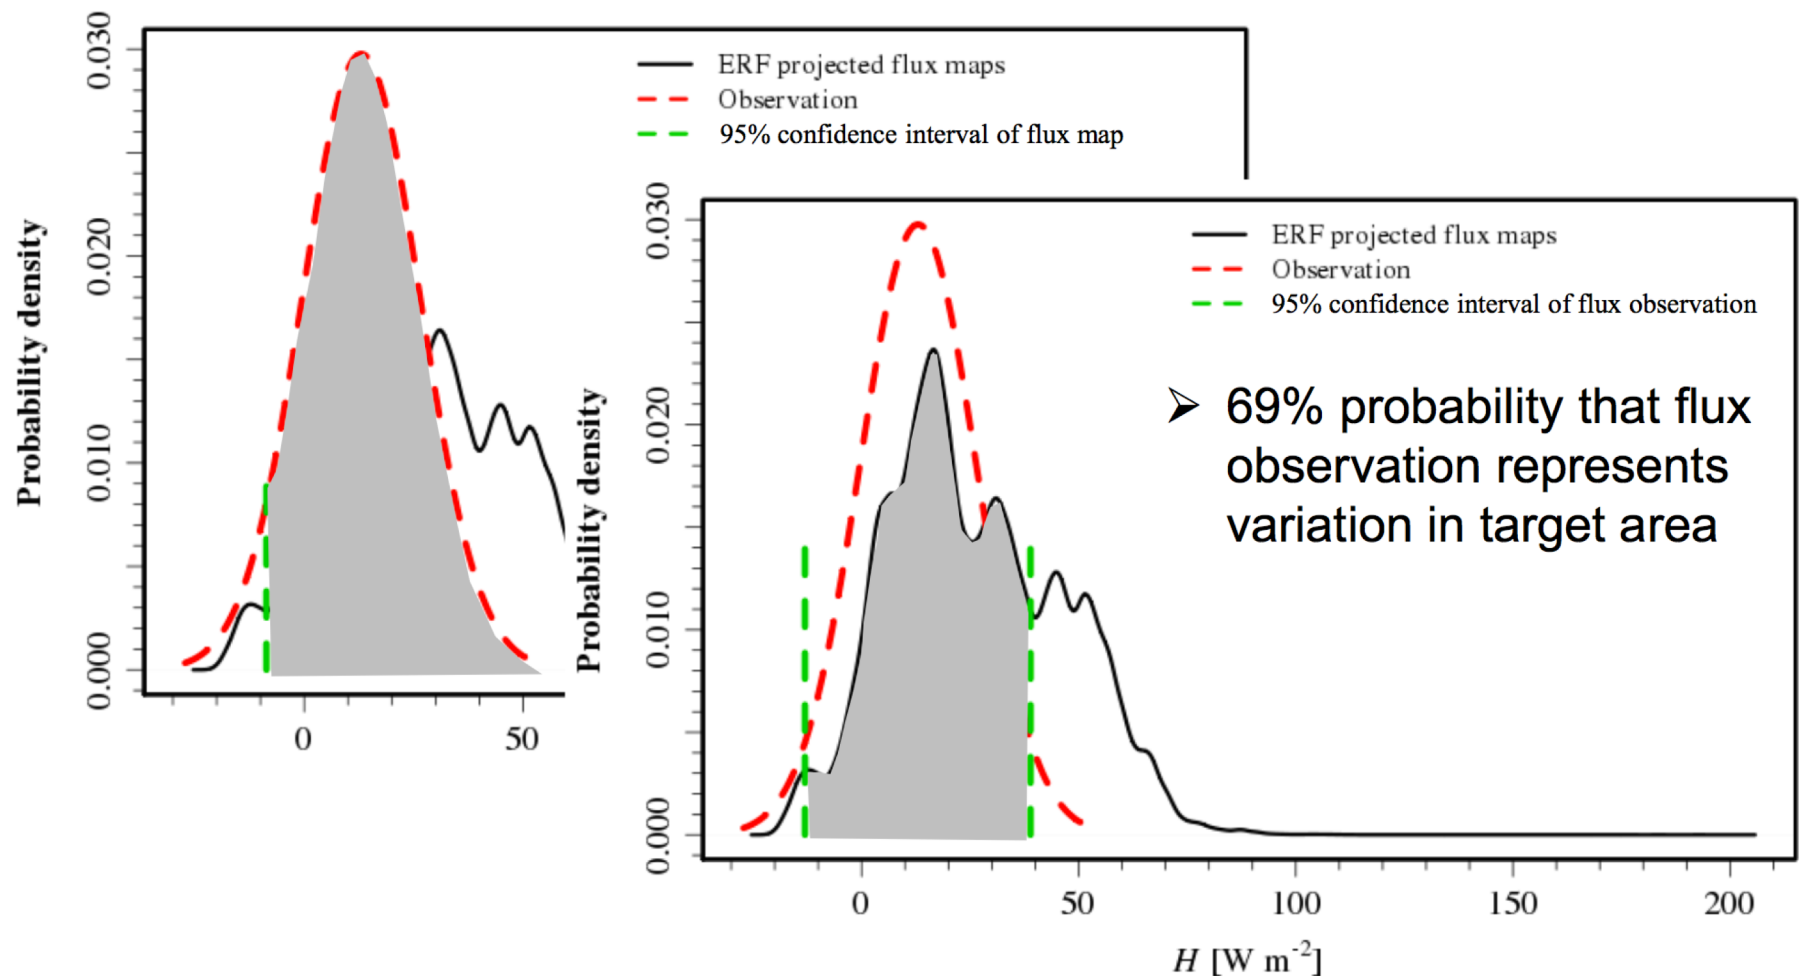 0.030
0.020
0.010
0.000
Probability density
ERF projected flux maps
Observation
95% confidence interval of flux map
0
50
0.030
0.020
0.010
0.000
Probability density
ERF projected flux maps
Observation
95% confidence interval of flux observation
➢ 69% probability that flux
observation represents
variation in target area
0
50
100
150
200
H [W m⁻²]